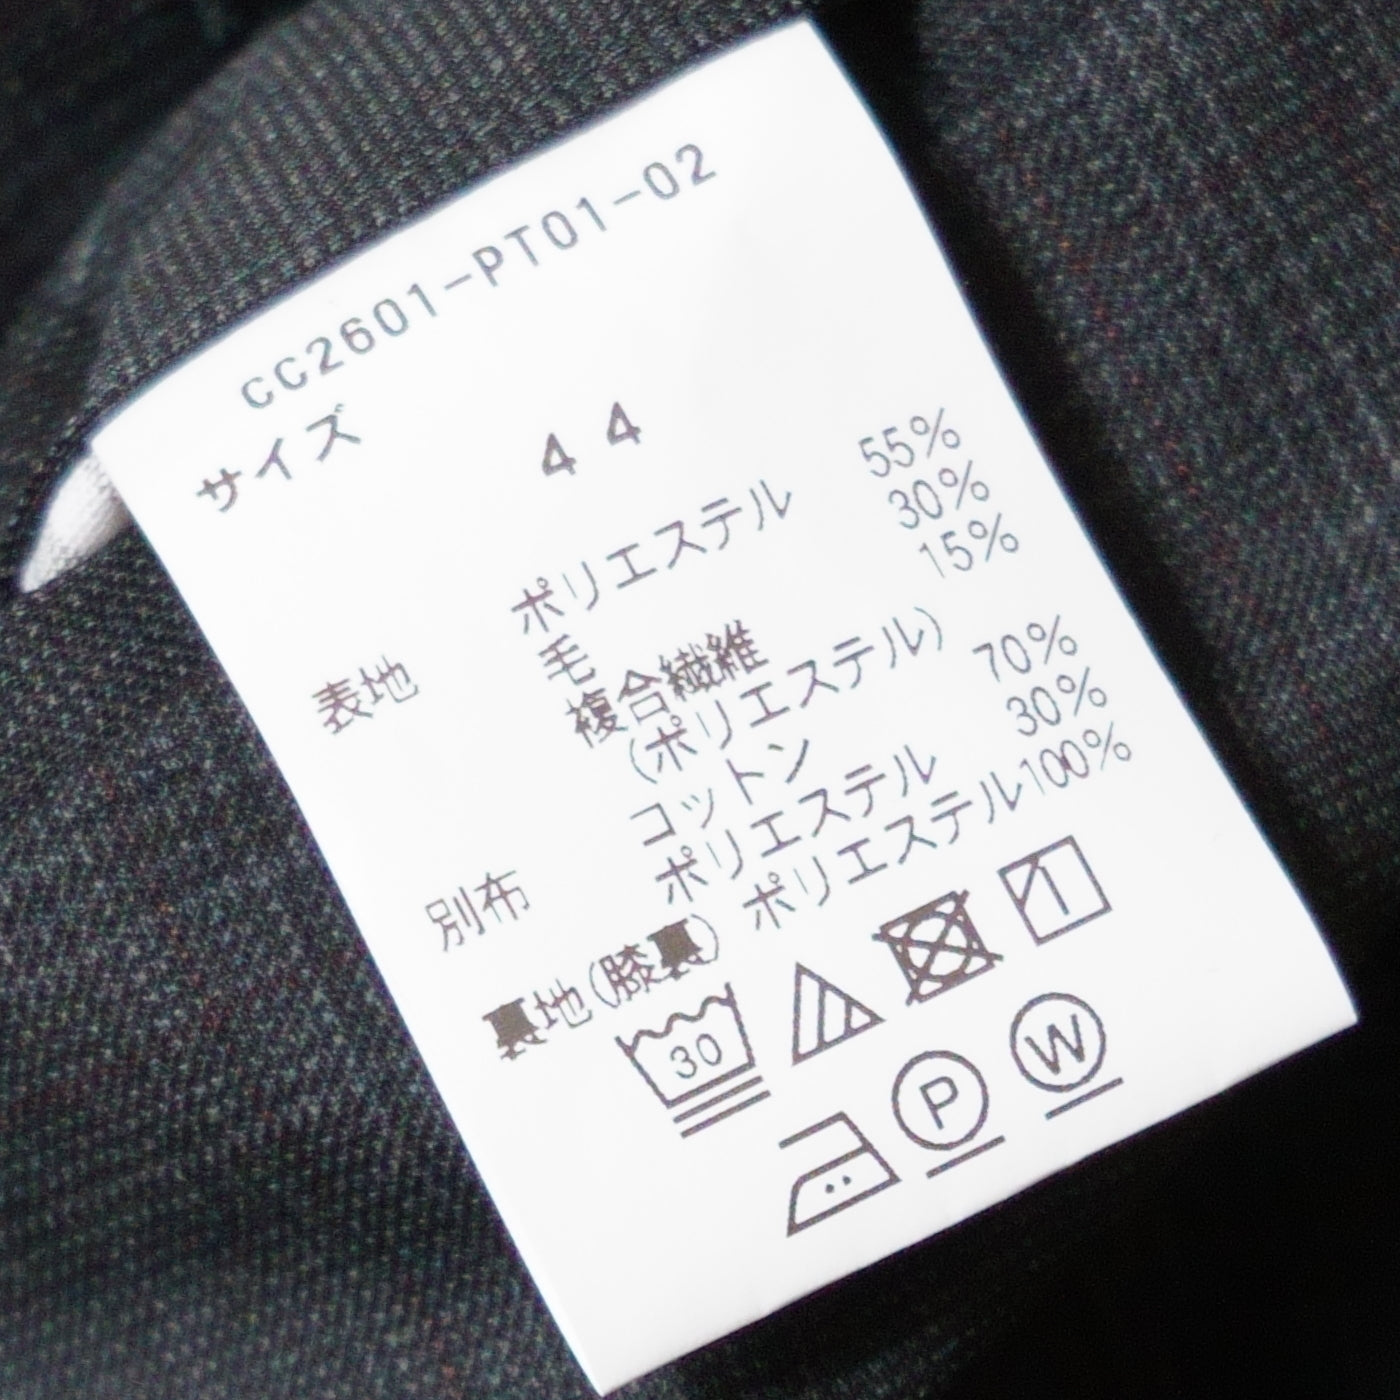 CC2601-PT01-02
サイズ 44
表地 ポリエステル 55%
毛 30%
複合繊維 15%
(ポリエステル)
別布 コットン 70%
ポリエステル 30%
裏地(膝裏) ポリエステル100%
30
1
P
W